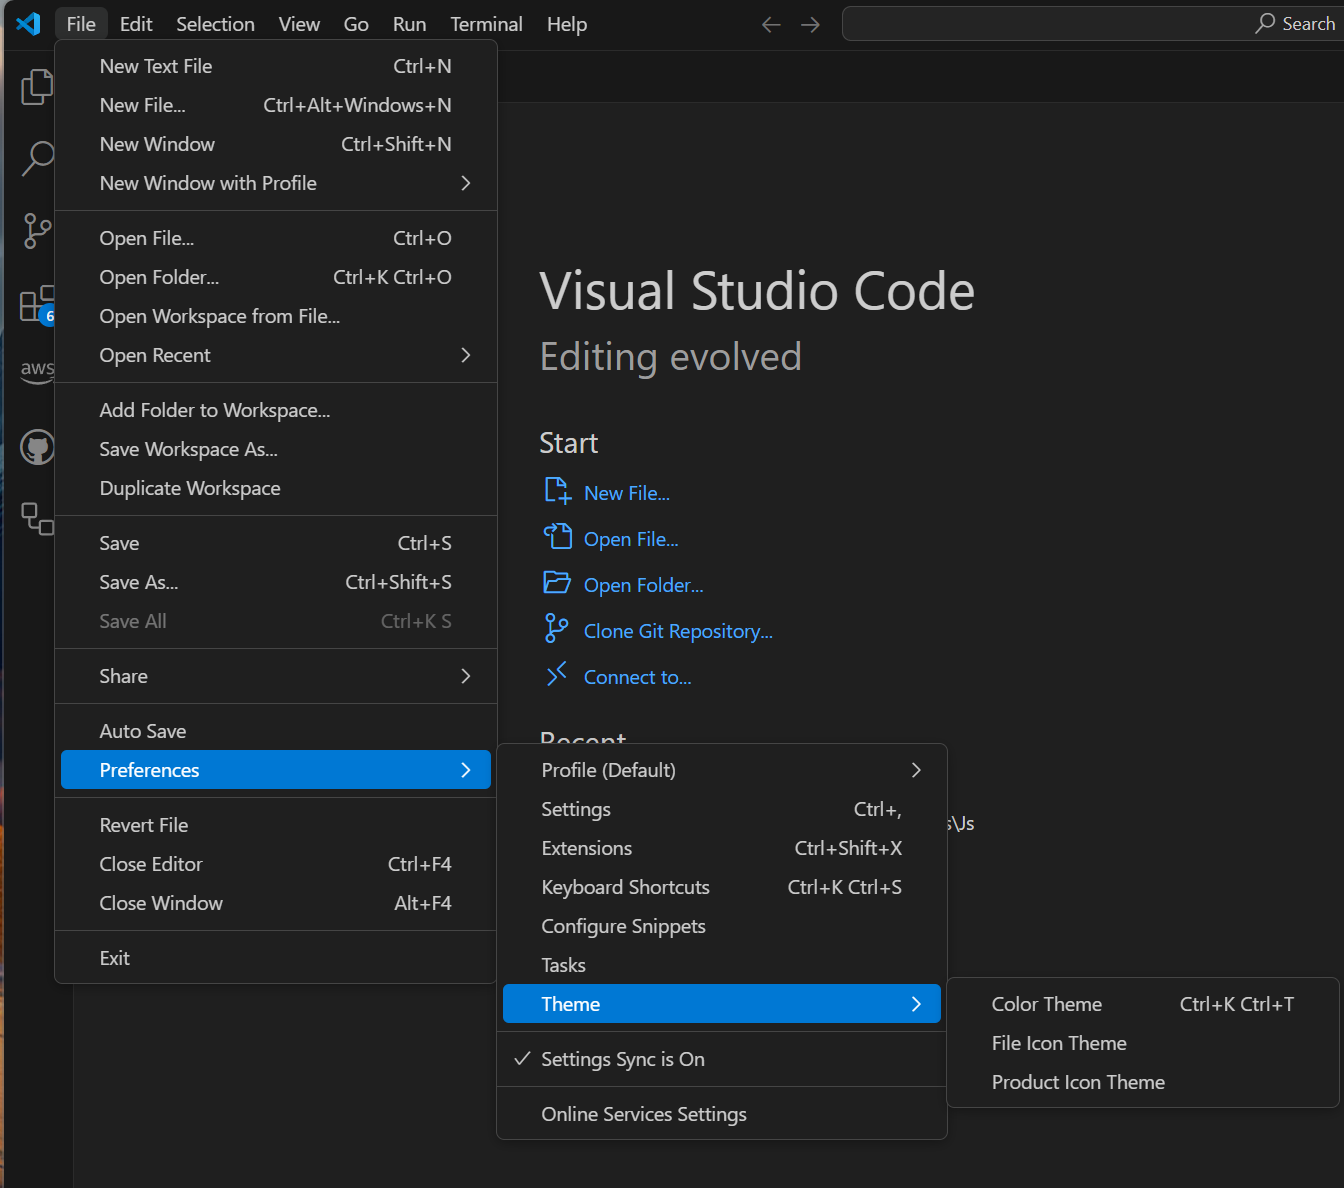 File Edit Selection View Go Run Terminal Help Search
New Text File Ctrl+N
New File... Ctrl+Alt+Windows+N
New Window Ctrl+Shift+N
New Window with Profile
Open File... Ctrl+O
Open Folder... Ctrl+K Ctrl+O
Open Workspace from File...
Open Recent
Add Folder to Workspace...
Save Workspace As...
Duplicate Workspace
Save Ctrl+S
Save As... Ctrl+Shift+S
Save All Ctrl+K S
Share
Auto Save
Preferences
Revert File
Close Editor Ctrl+F4
Close Window Alt+F4
Exit
6
aws
Visual Studio Code
Editing evolved
Start
New File...
Open File...
Open Folder...
Clone Git Repository...
Connect to...
Recent
s\Js
Profile (Default)
Settings Ctrl+,
Extensions Ctrl+Shift+X
Keyboard Shortcuts Ctrl+K Ctrl+S
Configure Snippets
Tasks
Theme
Settings Sync is On
Online Services Settings
Color Theme Ctrl+K Ctrl+T
File Icon Theme
Product Icon Theme